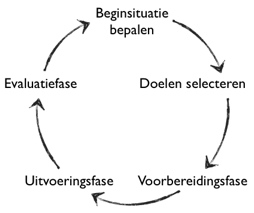 Beginsituatie
bepalen
Doelen selecteren
Voorbereidingsfase
Uitvoeringsfase
Evaluatiefase